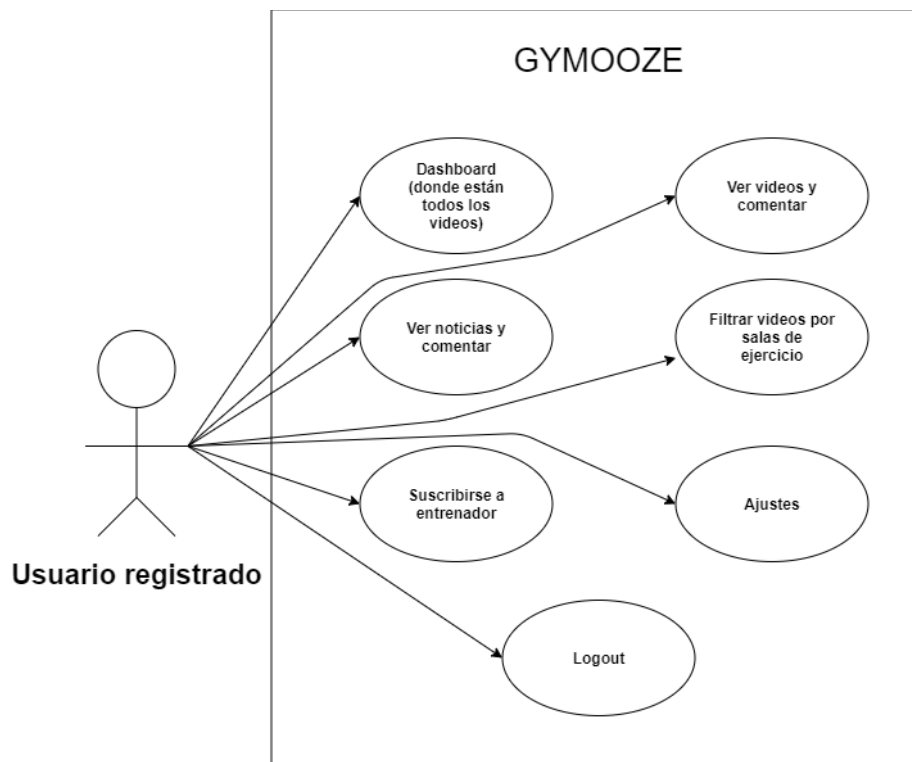 GYMOOZE
Dashboard
(donde están
todos los
videos)
Ver videos y
comentar
Ver noticias y
comentar
Filtrar videos por
salas de
ejercicio
Suscribirse a
entrenador
Ajustes
Usuario registrado
Logout